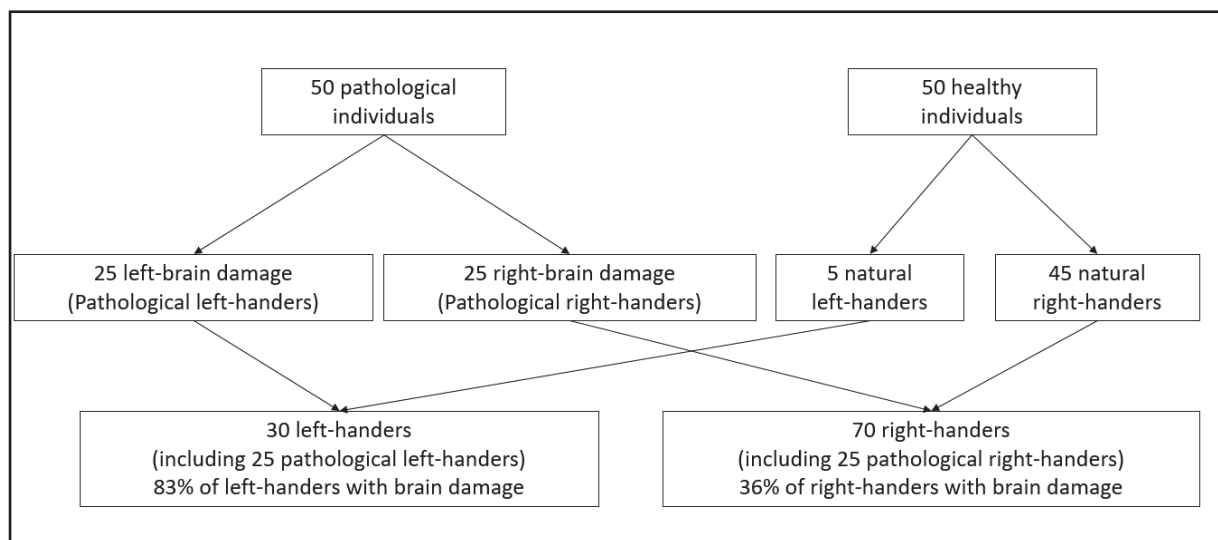 50 pathological
individuals
50 healthy
individuals
25 left-brain damage
(Pathological left-handers)
25 right-brain damage
(Pathological right-handers)
5 natural
left-handers
45 natural
right-handers
30 left-handers
(including 25 pathological left-handers)
83% of left-handers with brain damage
70 right-handers
(including 25 pathological right-handers)
36% of right-handers with brain damage